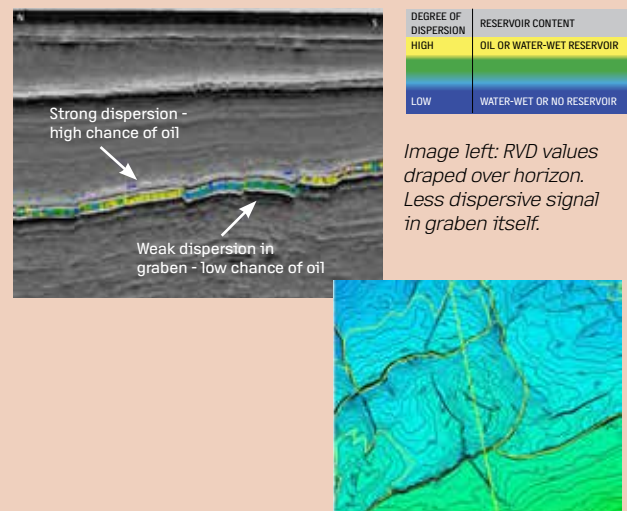 N
S
Strong dispersion -
high chance of oil
Weak dispersion in
graben - low chance of oil
DEGREE OF
DISPERSION
RESERVOIR CONTENT
HIGH
OIL OR WATER-WET RESERVOIR
LOW
WATER-WET OR NO RESERVOIR
Image left: RVD values
draped over horizon.
Less dispersive signal
in graben itself.